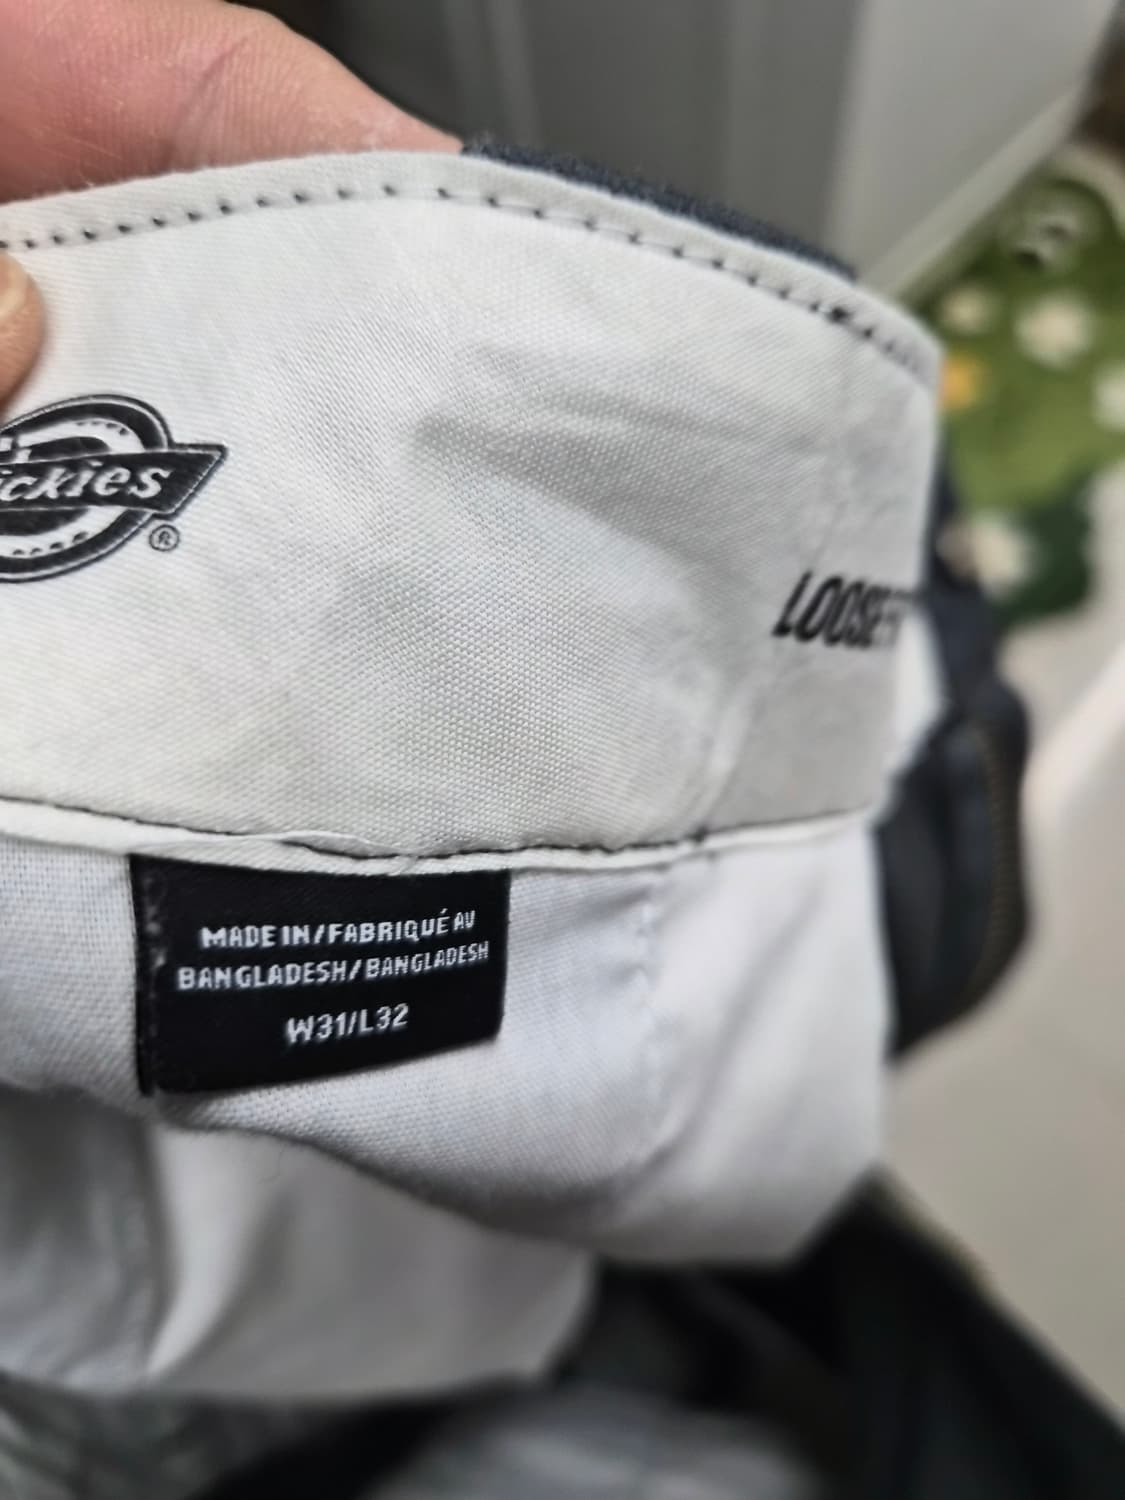 ickies
®
LOOSE F
MADE IN/FABRIQUÉ AU
BANGLADESH/BANGLADESH
W31/L32